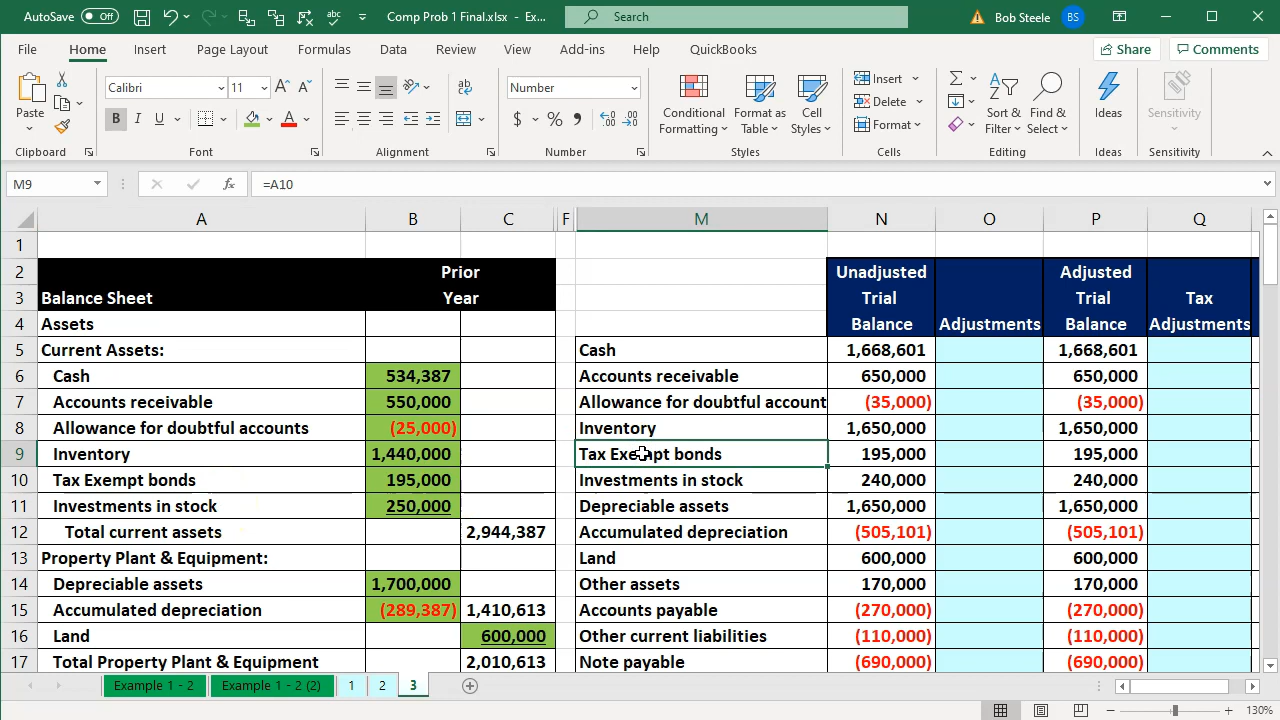 AutoSave Off Comp Prob 1 Final.xlsx - Ex... Search Bob Steele BS
File Home Insert Page Layout Formulas Data Review View Add-ins Help QuickBooks Share Comments
Paste Calibri 11 Number Conditional Formatting Format as Table Cell Styles Insert Delete Format Sort & Filter Find & Select Ideas Sensitivity
Clipboard Font Alignment Number Styles Cells Editing Ideas Sensitivity
M9 fx =A10
A B C F M N O P Q
1
2 Prior Unadjusted Adjusted
3 Balance Sheet Year Trial Trial Tax
4 Assets Balance Adjustments Balance Adjustments
5 Current Assets: Cash 1,668,601 1,668,601
6 Cash 534,387 Accounts receivable 650,000 650,000
7 Accounts receivable 550,000 Allowance for doubtful account (35,000) (35,000)
8 Allowance for doubtful accounts (25,000) Inventory 1,650,000 1,650,000
9 Inventory 1,440,000 Tax Exempt bonds 195,000 195,000
10 Tax Exempt bonds 195,000 Investments in stock 240,000 240,000
11 Investments in stock 250,000 Depreciable assets 1,650,000 1,650,000
12 Total current assets 2,944,387 Accumulated depreciation (505,101) (505,101)
13 Property Plant & Equipment: Land 600,000 600,000
14 Depreciable assets 1,700,000 Other assets 170,000 170,000
15 Accumulated depreciation (289,387) 1,410,613 Accounts payable (270,000) (270,000)
16 Land 600,000 Other current liabilities (110,000) (110,000)
17 Total Property Plant & Equipment 2,010,613 Note payable (690,000) (690,000)
Example 1 - 2 Example 1 - 2 (2) 1 2 3
130%